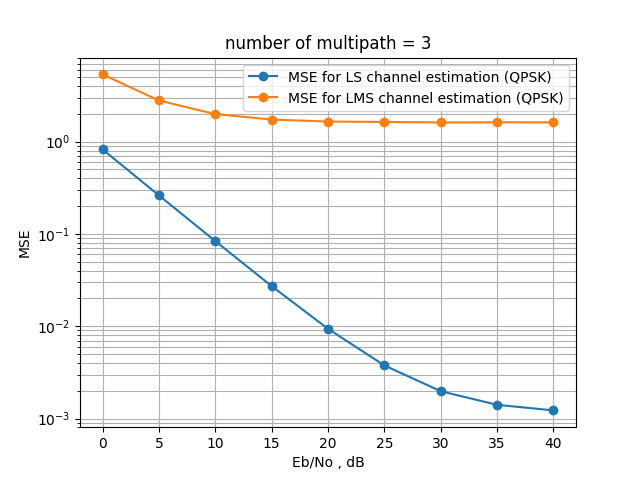 number of multipath = 3
MSE for LS channel estimation (QPSK)
MSE for LMS channel estimation (QPSK)
10⁰
10⁻¹
10⁻²
10⁻³
MSE
0 5 10 15 20 25 30 35 40
Eb/No , dB